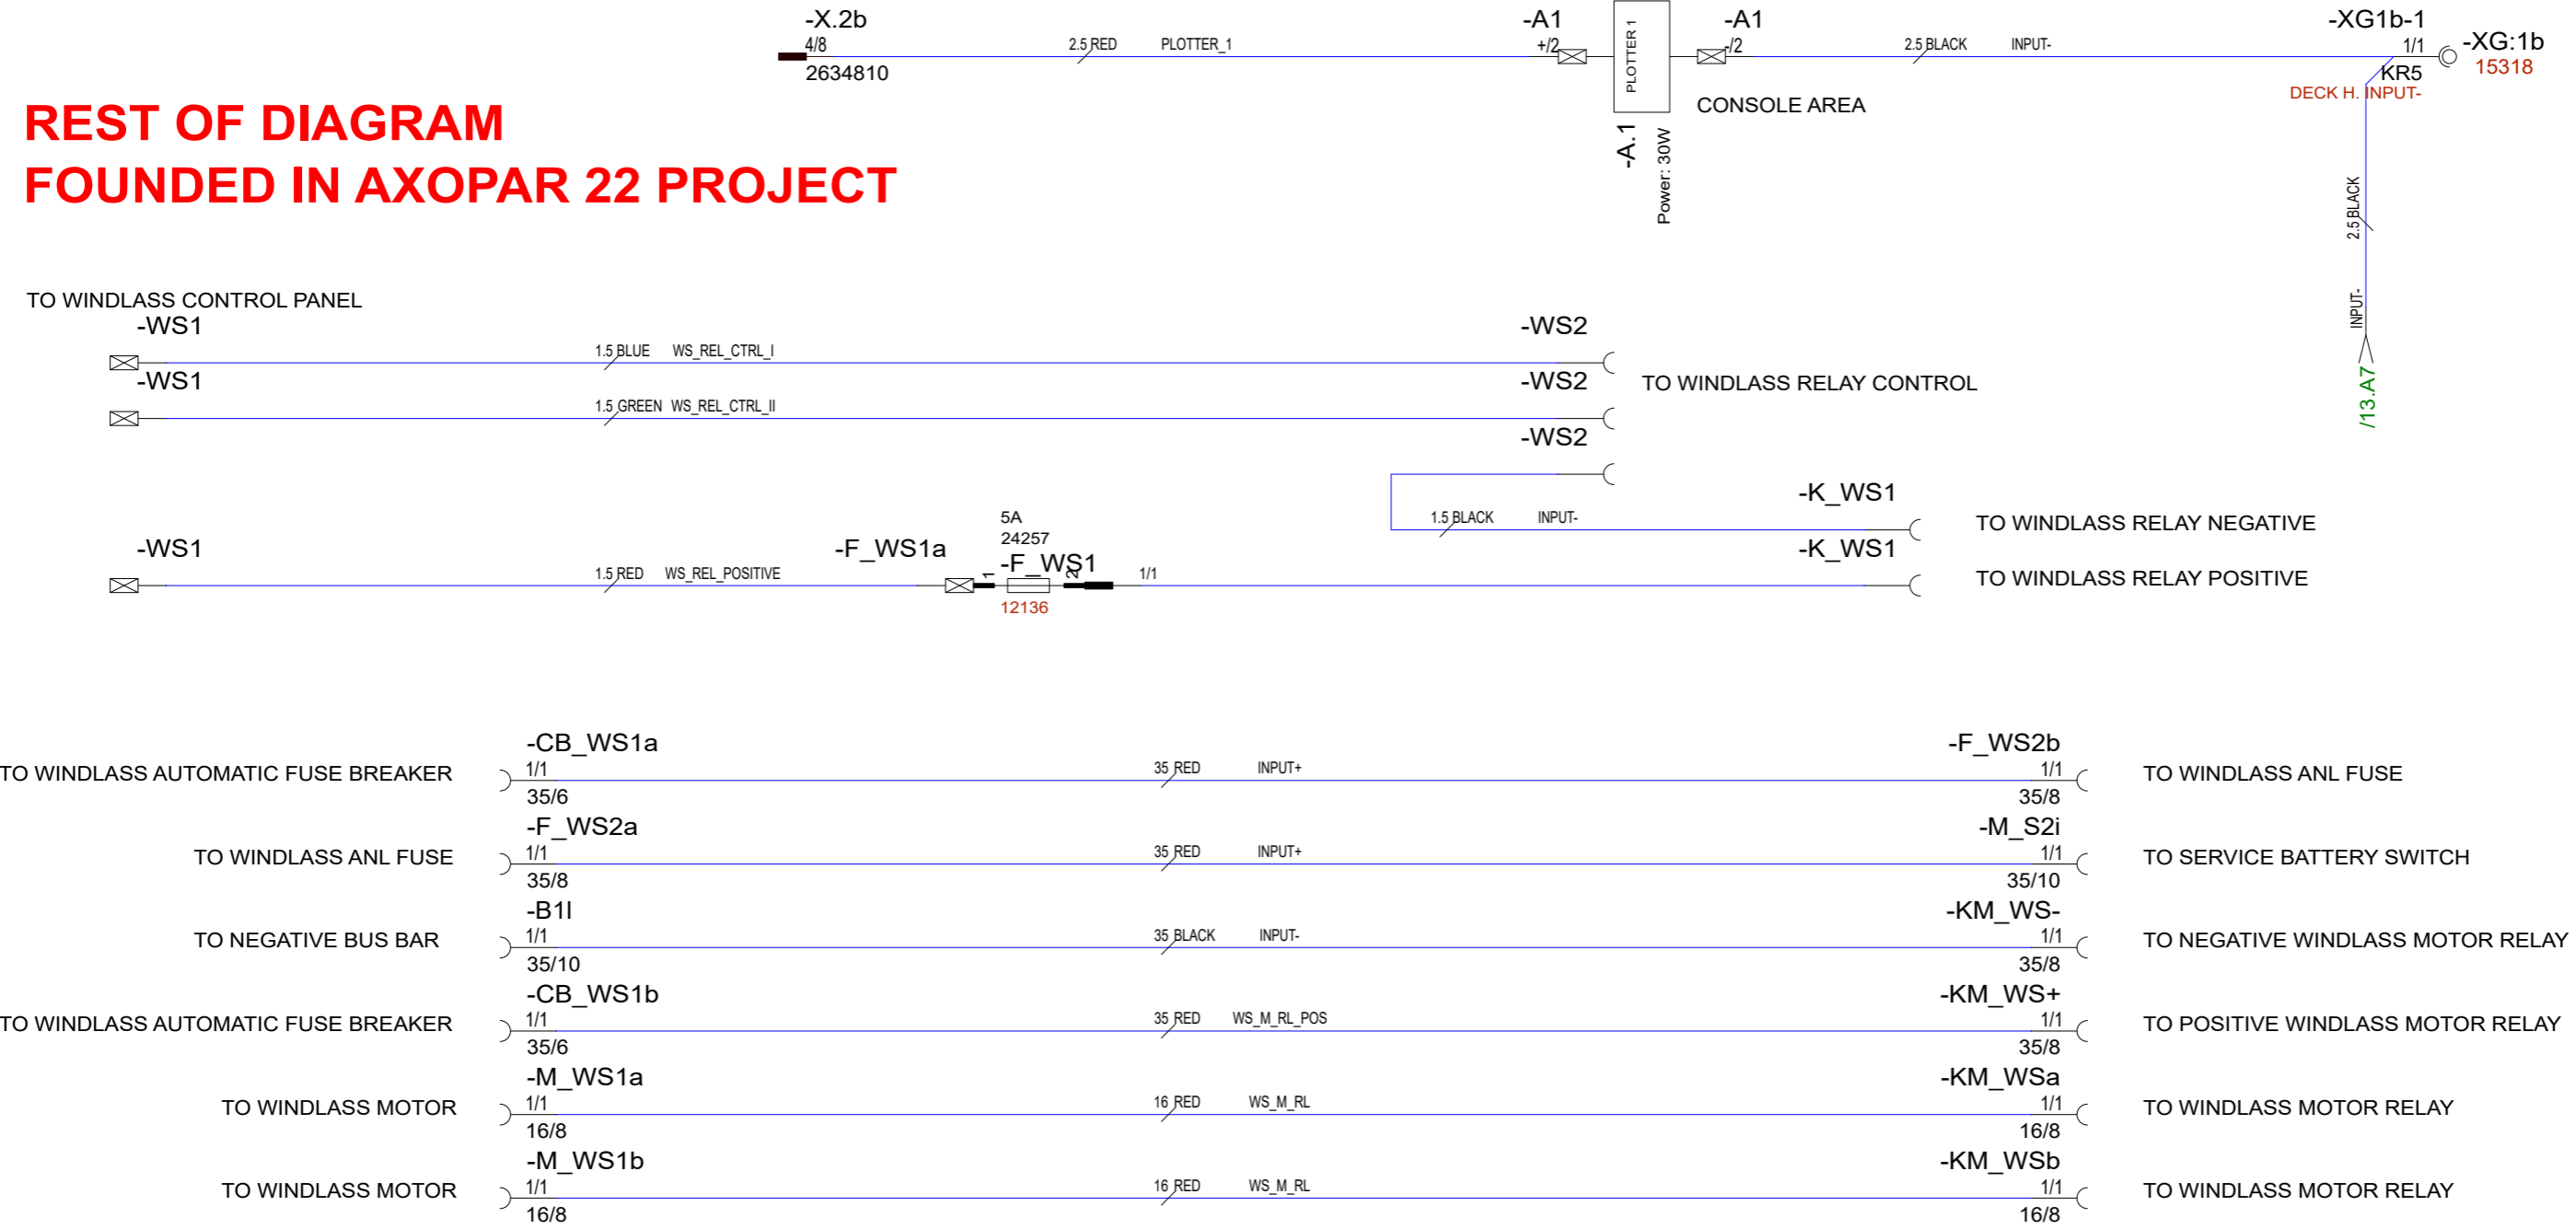 -X.2b
4/8
2634810
2.5 RED PLOTTER_1
-A1
+/2
PLOTTER 1
-A.1
Power: 30W
-A1
-/2
CONSOLE AREA
2.5 BLACK INPUT-
-XG1b-1
1/1
-XG:1b
15318
KR5
DECK H. INPUT-
2.5 BLACK
INPUT-
/13.A7
REST OF DIAGRAM
FOUNDED IN AXOPAR 22 PROJECT
TO WINDLASS CONTROL PANEL
-WS1
1.5 BLUE WS_REL_CTRL_I
-WS2
-WS1
1.5 GREEN WS_REL_CTRL_II
-WS2
TO WINDLASS RELAY CONTROL
-WS2
1.5 BLACK INPUT-
-K_WS1
TO WINDLASS RELAY NEGATIVE
-WS1
1.5 RED WS_REL_POSITIVE
-F_WS1a
5A
24257
-F_WS1
1
2
12136
1/1
-K_WS1
TO WINDLASS RELAY POSITIVE
TO WINDLASS AUTOMATIC FUSE BREAKER
-CB_WS1a
1/1
35/6
35 RED INPUT+
-F_WS2b
1/1
35/8
TO WINDLASS ANL FUSE
TO WINDLASS ANL FUSE
-F_WS2a
1/1
35/8
35 RED INPUT+
-M_S2i
1/1
35/10
TO SERVICE BATTERY SWITCH
TO NEGATIVE BUS BAR
-B1l
1/1
35/10
35 BLACK INPUT-
-KM_WS-
1/1
35/8
TO NEGATIVE WINDLASS MOTOR RELAY
TO WINDLASS AUTOMATIC FUSE BREAKER
-CB_WS1b
1/1
35/6
35 RED WS_M_RL_POS
-KM_WS+
1/1
35/8
TO POSITIVE WINDLASS MOTOR RELAY
TO WINDLASS MOTOR
-M_WS1a
1/1
16/8
16 RED WS_M_RL
-KM_WSa
1/1
16/8
TO WINDLASS MOTOR RELAY
TO WINDLASS MOTOR
-M_WS1b
1/1
16/8
16 RED WS_M_RL
-KM_WSb
1/1
16/8
TO WINDLASS MOTOR RELAY